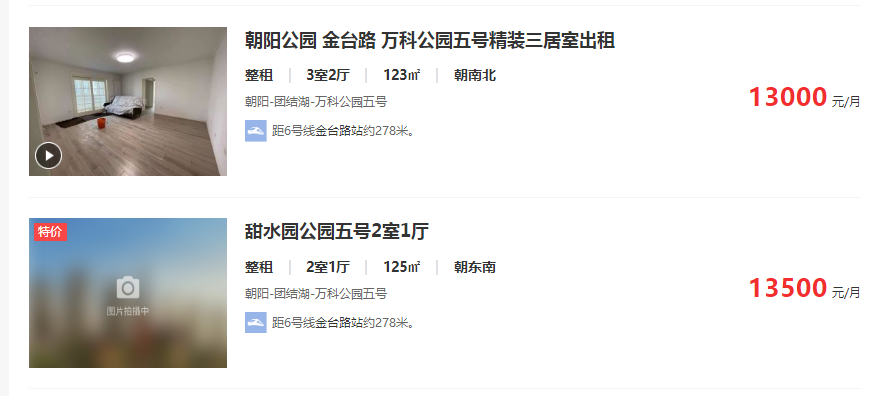 朝阳公园 金台路 万科公园五号精装三居室出租
整租 | 3室2厅 | 123㎡ | 朝南北
朝阳-团结湖-万科公园五号
13000 元/月
距6号线金台路站约278米。
特价
甜水园公园五号2室1厅
整租 | 2室1厅 | 125㎡ | 朝东南
朝阳-团结湖-万科公园五号
13500 元/月
图片拍摄中
距6号线金台路站约278米。